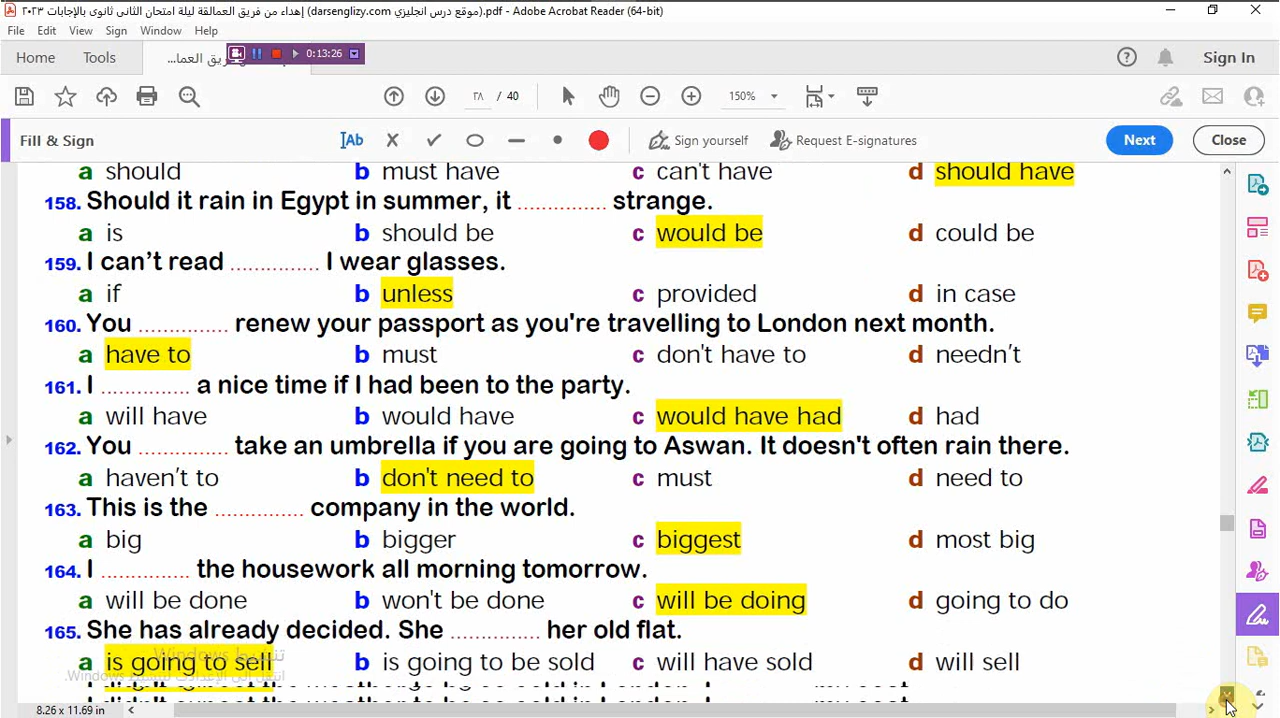 إهداء من فريق العمالقة ليلة امتحان الثانى ثانوى بالإجابات ٢٠٢٣ (موقع درس انجليزي darsenglizy.com).pdf - Adobe Acrobat Reader (64-bit)
File Edit View Sign Window Help
Home Tools ...يق العما 0:13:26 Sign In
٢٨ / 40 150%
Fill & Sign Ab Sign yourself Request E-signatures Next Close
a should b must have c can't have d should have
158. Should it rain in Egypt in summer, it .............. strange.
a is b should be c would be d could be
159. I can't read .............. I wear glasses.
a if b unless c provided d in case
160. You .............. renew your passport as you're travelling to London next month.
a have to b must c don't have to d needn't
161. I .............. a nice time if I had been to the party.
a will have b would have c would have had d had
162. You .............. take an umbrella if you are going to Aswan. It doesn't often rain there.
a haven't to b don't need to c must d need to
163. This is the .............. company in the world.
a big b bigger c biggest d most big
164. I .............. the housework all morning tomorrow.
a will be done b won't be done c will be doing d going to do
165. She has already decided. She .............. her old flat.
تنشيط Windows
a is going to sell b is going to be sold c will have sold d will sell
8.26 x 11.69 in